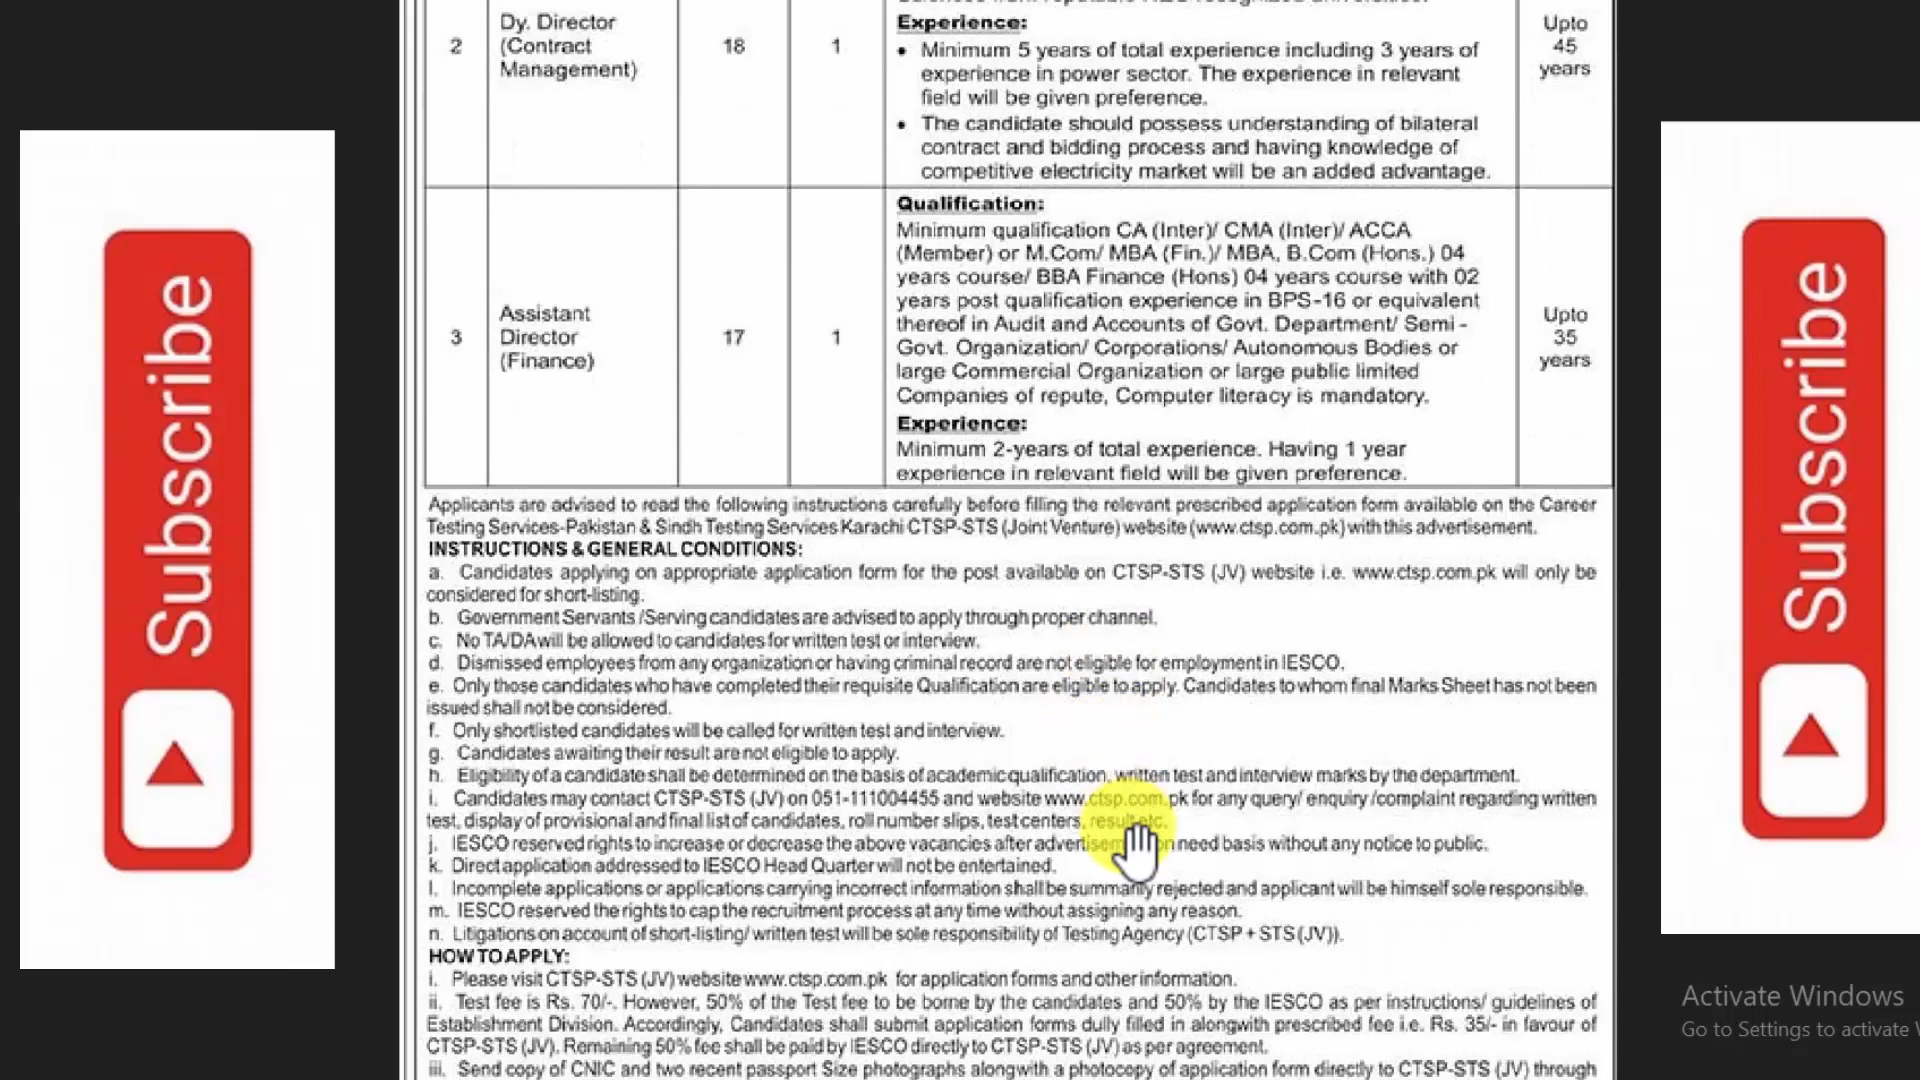 Subscribe
2
Dy. Director
(Contract
Management)
18
1
Experience:
• Minimum 5 years of total experience including 3 years of
experience in power sector. The experience in relevant
field will be given preference.
• The candidate should possess understanding of bilateral
contract and bidding process and having knowledge of
competitive electricity market will be an added advantage.
Upto
45
years
3
Assistant
Director
(Finance)
17
1
Qualification:
Minimum qualification CA (Inter)/ CMA (Inter)/ ACCA
(Member) or M.Com/ MBA (Fin.)/ MBA, B.Com (Hons.) 04
years course/ BBA Finance (Hons) 04 years course with 02
years post qualification experience in BPS-16 or equivalent
thereof in Audit and Accounts of Govt. Department/ Semi -
Govt. Organization/ Corporations/ Autonomous Bodies or
large Commercial Organization or large public limited
Companies of repute, Computer literacy is mandatory.
Experience:
Minimum 2-years of total experience. Having 1 year
experience in relevant field will be given preference.
Upto
35
years
Applicants are advised to read the following instructions carefully before filling the relevant prescribed application form available on the Career
Testing Services-Pakistan & Sindh Testing Services Karachi CTSP-STS (Joint Venture) website (www.ctsp.com.pk) with this advertisement.
INSTRUCTIONS & GENERAL CONDITIONS:
a. Candidates applying on appropriate application form for the post available on CTSP-STS (JV) website i.e. www.ctsp.com.pk will only be
considered for short-listing.
b. Government Servants /Serving candidates are advised to apply through proper channel.
c. No TA/DA will be allowed to candidates for written test or interview.
d. Dismissed employees from any organization or having criminal record are not eligible for employment in IESCO.
e. Only those candidates who have completed their requisite Qualification are eligible to apply. Candidates to whom final Marks Sheet has not been
issued shall not be considered.
f. Only shortlisted candidates will be called for written test and interview.
g. Candidates awaiting their result are not eligible to apply.
h. Eligibility of a candidate shall be determined on the basis of academic qualification, written test and interview marks by the department.
i. Candidates may contact CTSP-STS (JV) on 051-111004455 and website www.ctsp.com.pk for any query/ enquiry /complaint regarding written
test, display of provisional and final list of candidates, roll number slips, test centers, result etc.
j. IESCO reserved rights to increase or decrease the above vacancies after need basis without any notice to public.
k. Direct application addressed to IESCO Head Quarter will not be entertained.
l. Incomplete applications or applications carrying incorrect information shall be summarily rejected and applicant will be himself sole responsible.
m. IESCO reserved the rights to cap the recruitment process at any time without assigning any reason.
n. Litigations on account of short-listing/ written test will be sole responsibility of Testing Agency (CTSP + STS (JV)).
HOW TO APPLY:
i. Please visit CTSP-STS (JV) website www.ctsp.com.pk for application forms and other information.
ii. Test fee is Rs. 70/-. However, 50% of the Test fee to be borne by the candidates and 50% by the IESCO as per instructions/ guidelines of
Establishment Division. Accordingly, Candidates shall submit application forms dully filled in alongwith prescribed fee i.e. Rs. 35/- in favour of
CTSP-STS (JV). Remaining 50% fee shall be paid by IESCO directly to CTSP-STS (JV) as per agreement.
iii. Send copy of CNIC and two recent passport Size photographs alongwith a photocopy of application form directly to CTSP-STS (JV) through
Subscribe
Activate Windows
Go to Settings to activate